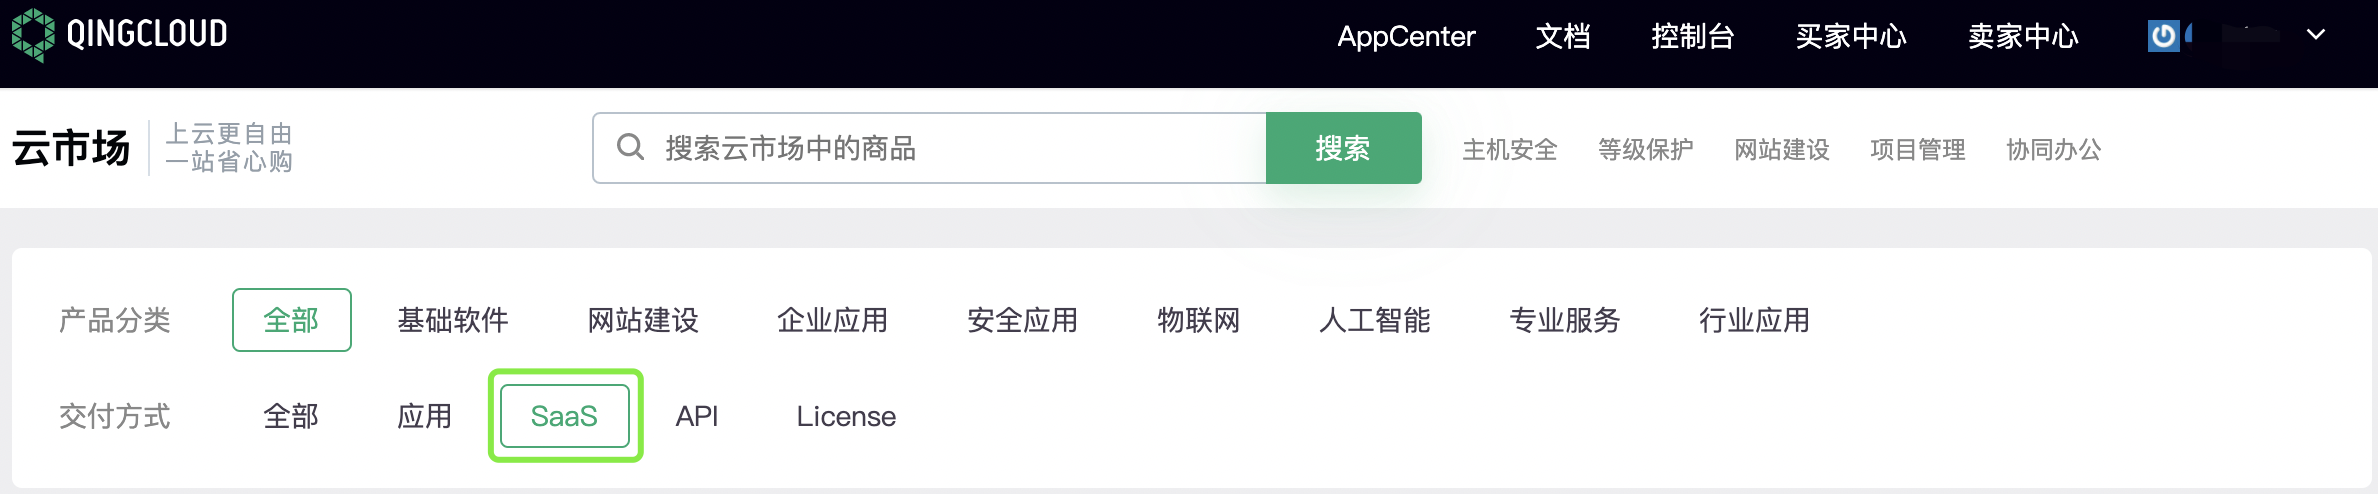 QINGCLOUD AppCenter 文档 控制台 买家中心 卖家中心
云市场
上云更自由
一站省心购
搜索云市场中的商品 搜索 主机安全 等级保护 网站建设 项目管理 协同办公
产品分类 全部 基础软件 网站建设 企业应用 安全应用 物联网 人工智能 专业服务 行业应用
交付方式 全部 应用 SaaS API License